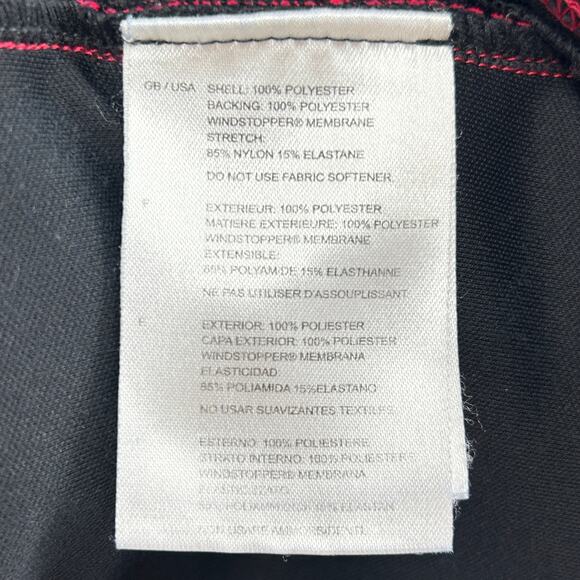 GB / USA SHELL: 100% POLYESTER
BACKING: 100% POLYESTER
WINDSTOPPER® MEMBRANE
STRETCH:
85% NYLON 15% ELASTANE
DO NOT USE FABRIC SOFTENER.
F EXTERIEUR: 100% POLYESTER
MATIERE EXTERIEURE: 100% POLYESTER
WINDSTOPPER® MEMBRANE
EXTENSIBLE:
85% POLYAMIDE 15% ELASTHANNE
NE PAS UTILISER D'ASSOUPLISSANT.
E EXTERIOR: 100% POLIESTER
CAPA EXTERIOR: 100% POLIESTER
WINDSTOPPER® MEMBRANA
ELASTICIDAD
85% POLIAMIDA 15%ELASTANO
NO USAR SUAVIZANTES TEXTILES.
ESTERNO: 100% POLIESTERE
STRATO INTERNO: 100% POLIESTERE
WINDSTOPPER® MEMBRANA
NON USARE